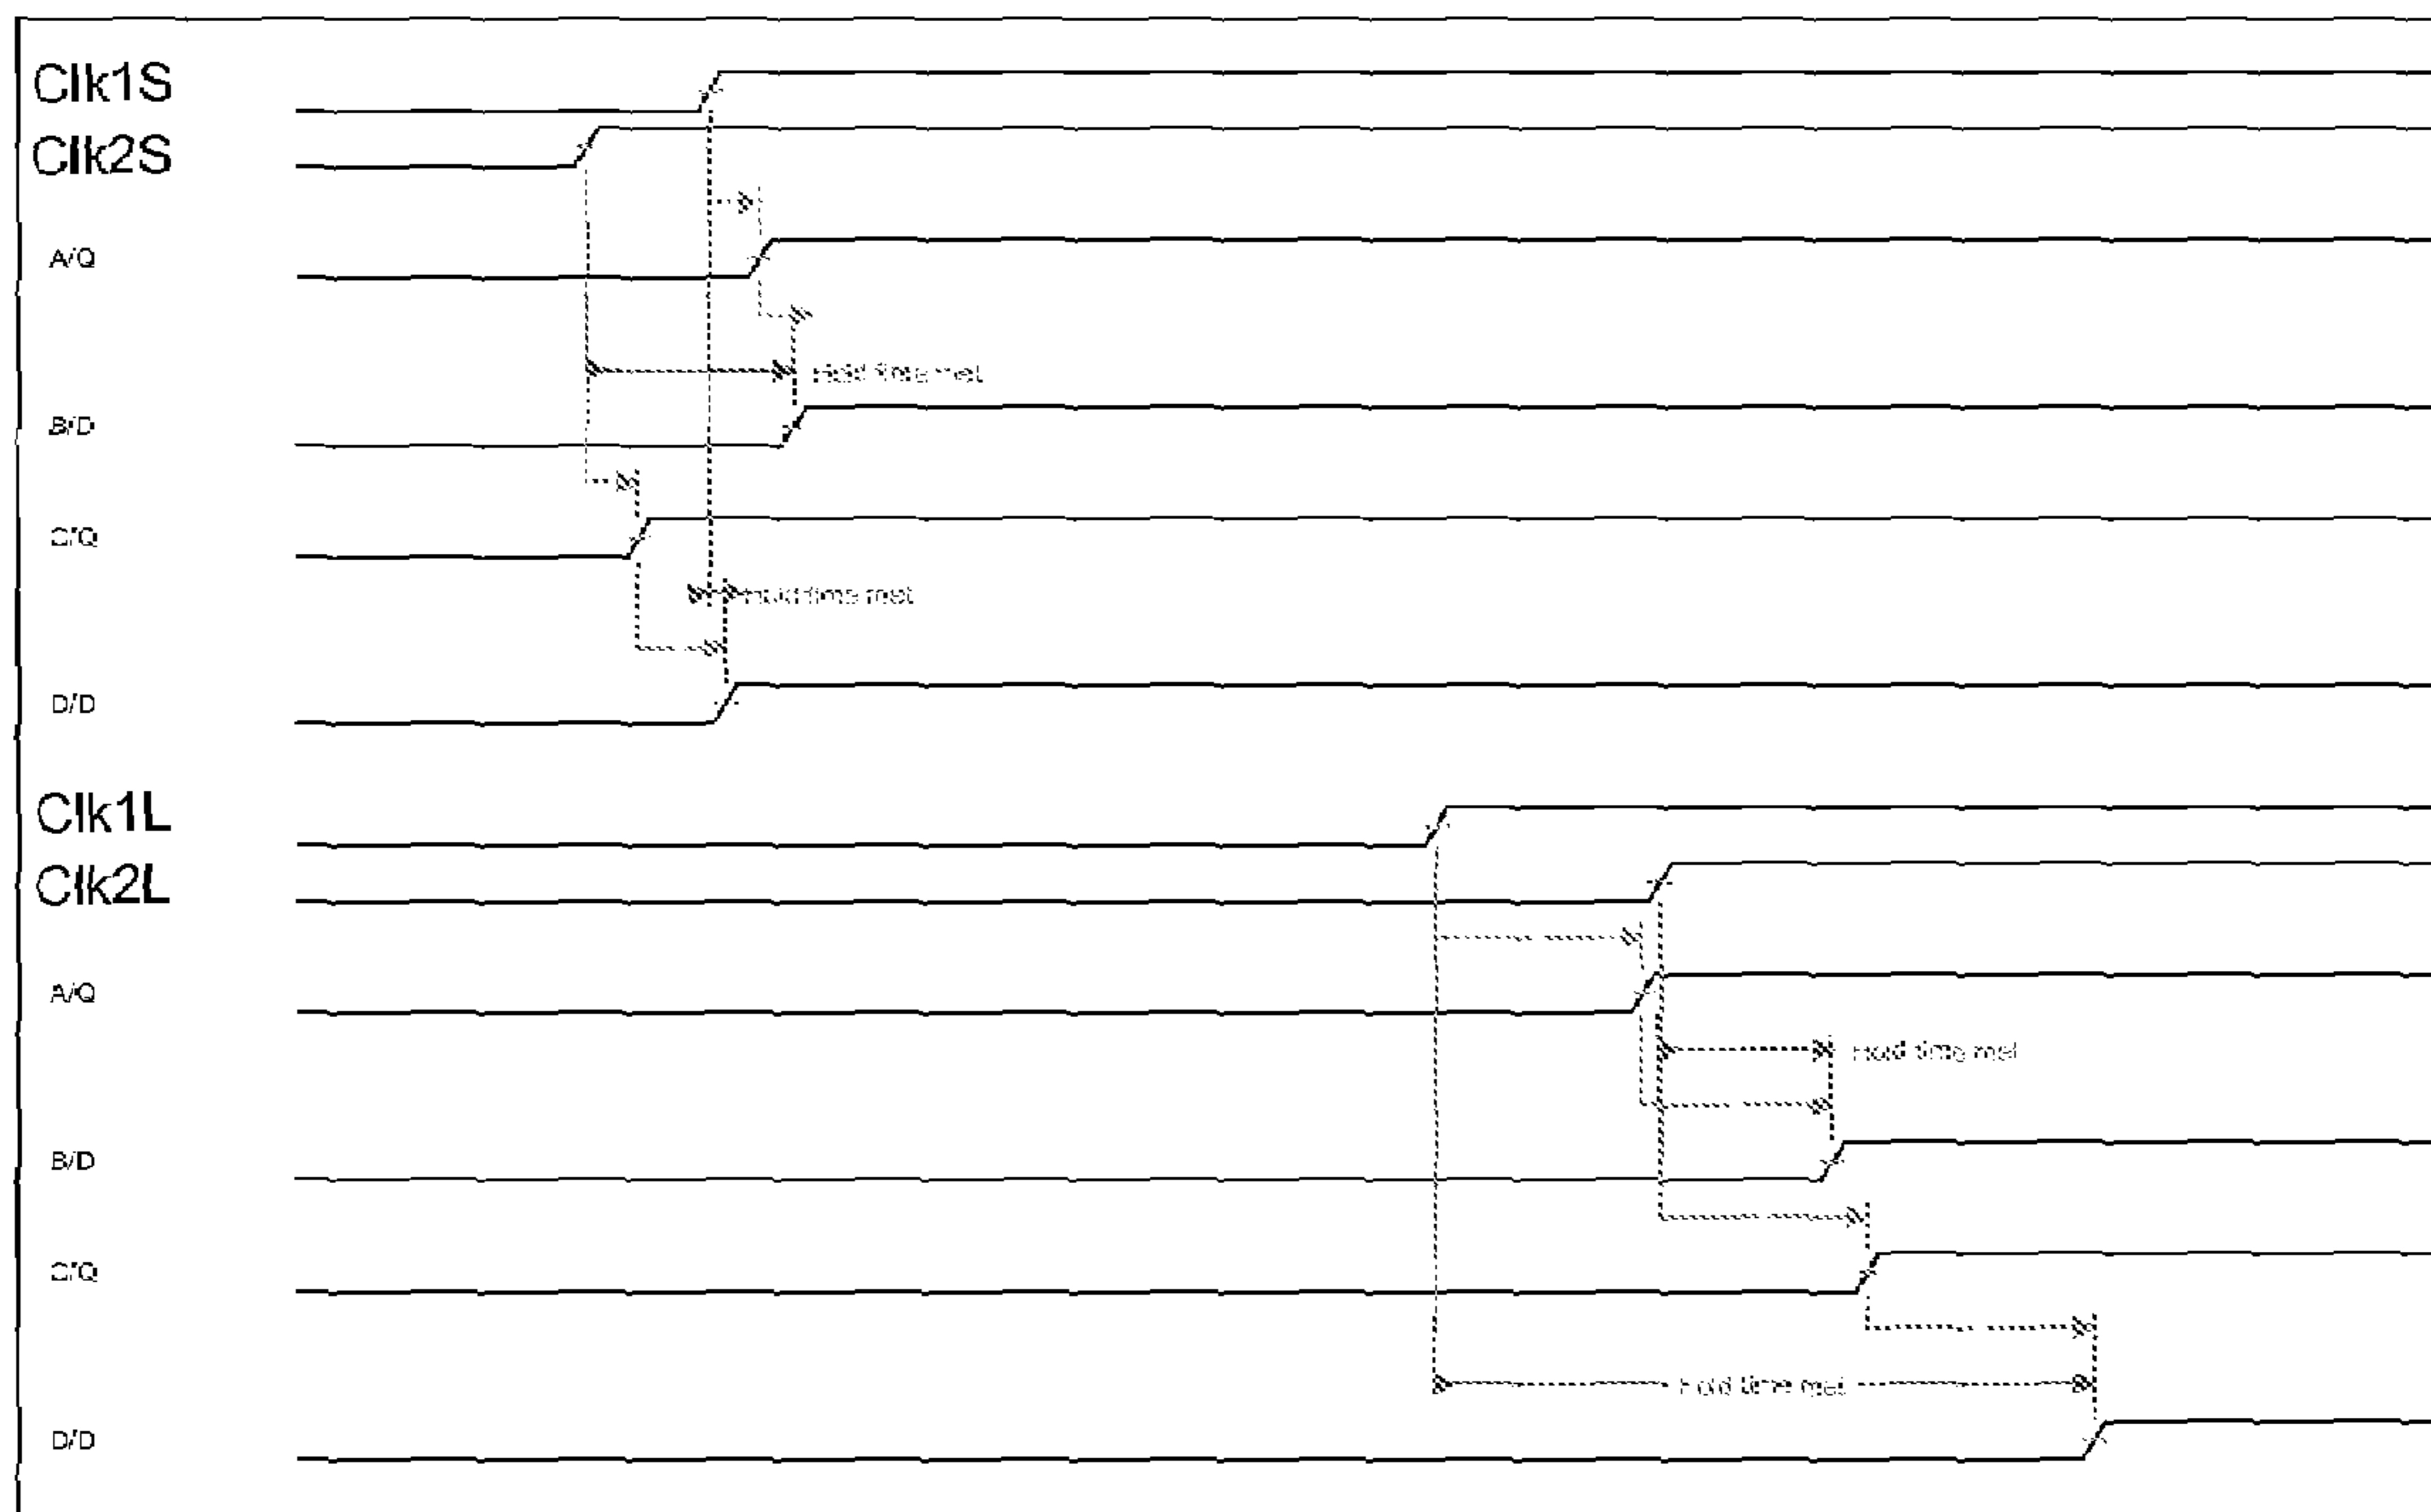 Clk1S
Clk2S
A/Q
Hold time met
B/D
C/Q
Hold time met
D/D
Clk1L
Clk2L
A/Q
Hold time met
B/D
C/Q
Hold time met
D/D